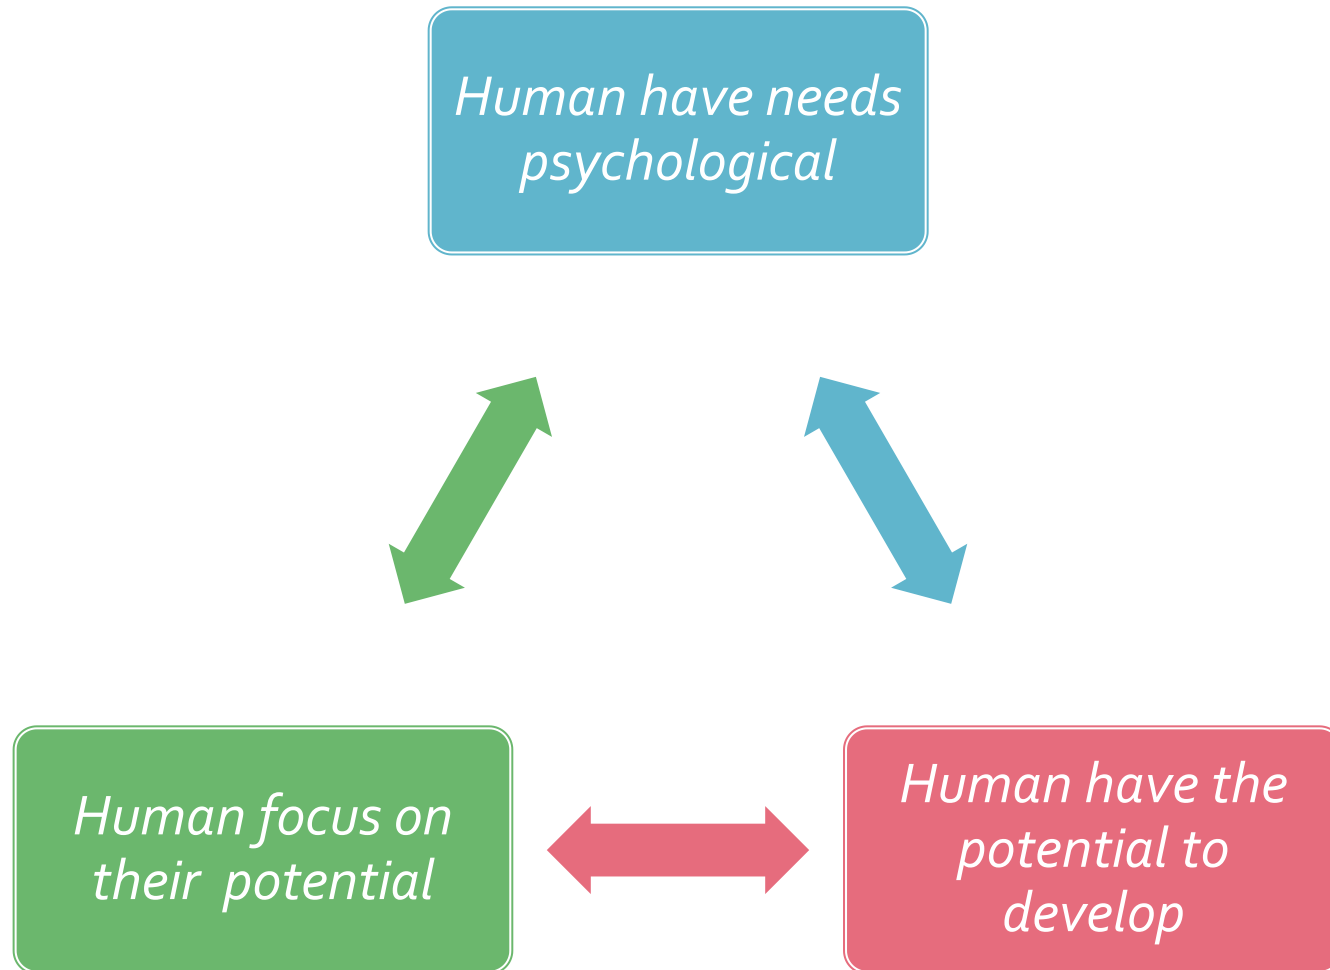 Human have needs
psychological
Human focus on
their potential
Human have the
potential to
develop